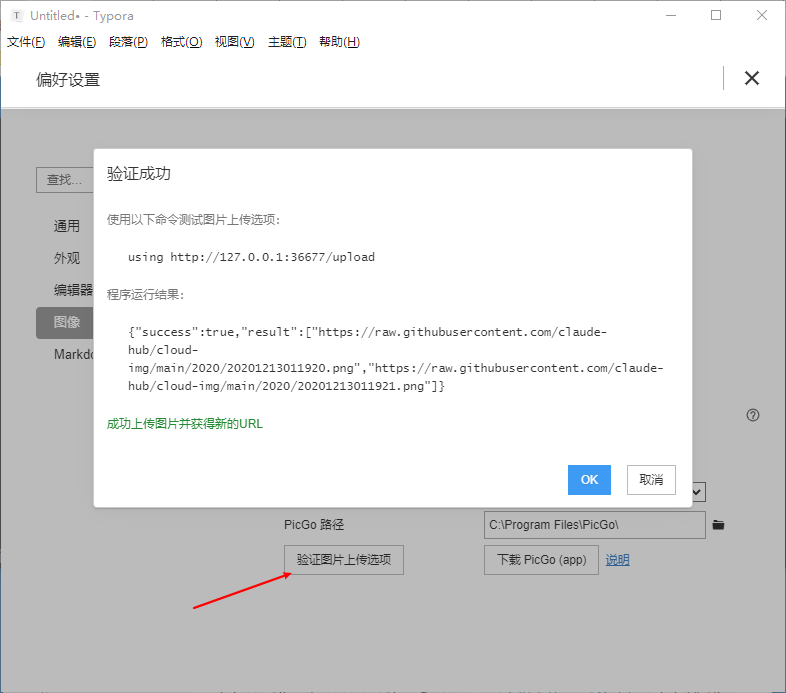 Untitled• - Typora
文件(F) 编辑(E) 段落(P) 格式(O) 视图(V) 主题(T) 帮助(H)
偏好设置
查找...
通用
外观
编辑器
图像
Markdo
验证成功
使用以下命令测试图片上传选项:
using http://127.0.0.1:36677/upload
程序运行结果:
{"success":true,"result":["https://raw.githubusercontent.com/claude-
hub/cloud-
img/main/2020/20201213011920.png","https://raw.githubusercontent.com/claude-
hub/cloud-img/main/2020/20201213011921.png"]}
成功上传图片并获得新的URL
OK 取消
PicGo 路径 C:\Program Files\PicGo\
验证图片上传选项 下载 PicGo (app) 说明